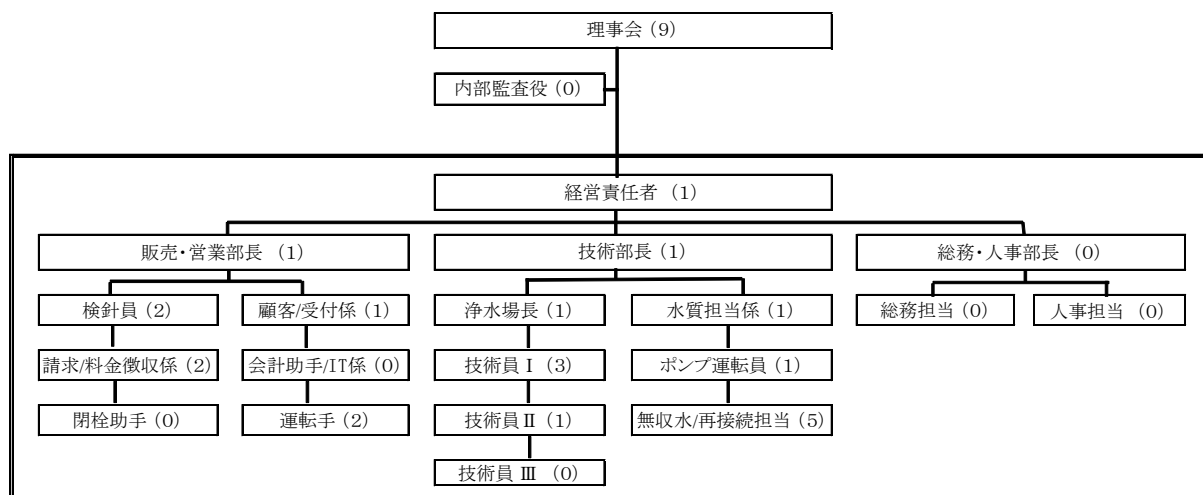 理事会 (9)
内部監査役 (0)
経営責任者 (1)
販売・営業部長 (1)
技術部長 (1)
総務・人事部長 (0)
検針員 (2)
顧客/受付係 (1)
浄水場長 (1)
水質担当係 (1)
総務担当 (0)
人事担当 (0)
請求/料金徴収係 (2)
会計助手/IT係 (0)
技術員 Ⅰ (3)
ポンプ運転員 (1)
閉栓助手 (0)
運転手 (2)
技術員 Ⅱ (1)
無収水/再接続担当 (5)
技術員 Ⅲ (0)